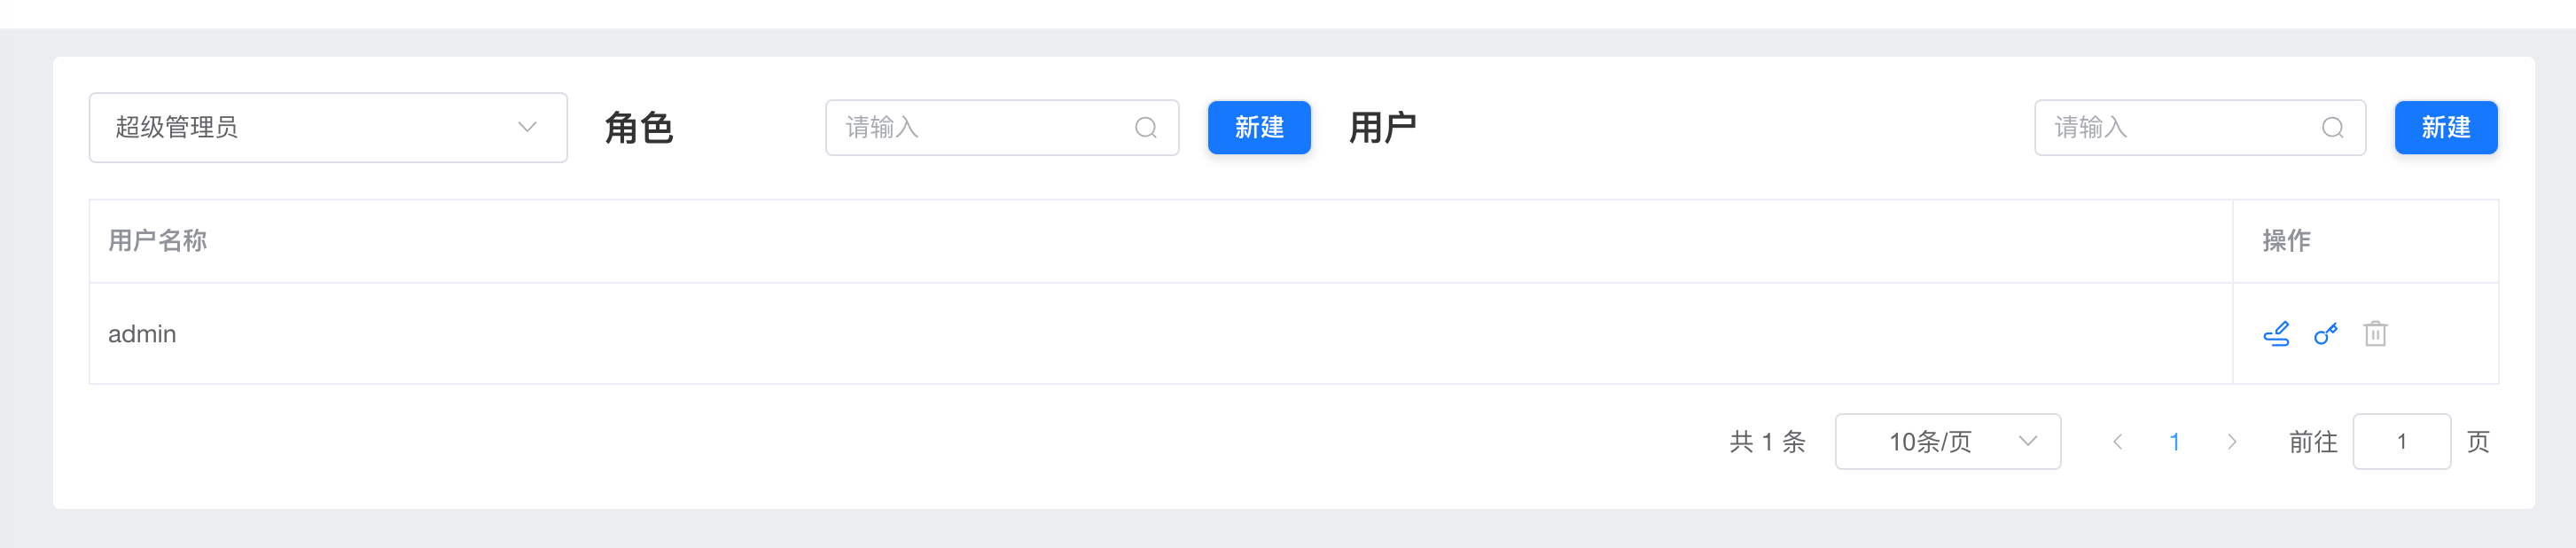 超级管理员 角色 请输入 新建 用户 请输入 新建
用户名称 操作
admin
共 1 条 10条/页 1 前往 1 页